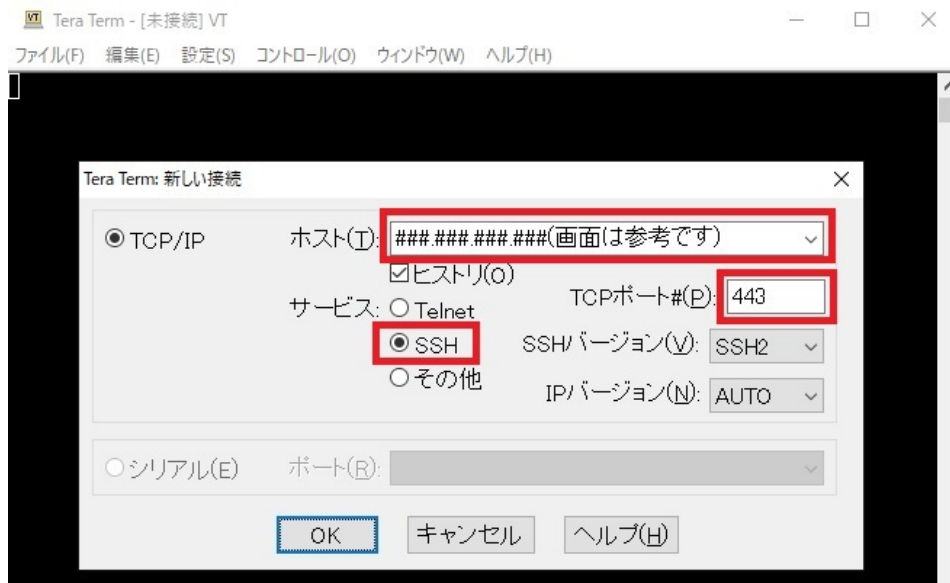 Tera Term - [未接続] VT
ファイル(F) 編集(E) 設定(S) コントロール(O) ウィンドウ(W) ヘルプ(H)
Tera Term: 新しい接続
TCP/IP
ホスト(T): ###.###.###.###(画面は参考です)
ヒストリ(O)
サービス: Telnet
TCPポート#(P): 443
SSH
SSHバージョン(V): SSH2
その他
IPバージョン(N): AUTO
シリアル(E)
ポート(R):
OK キャンセル ヘルプ(H)